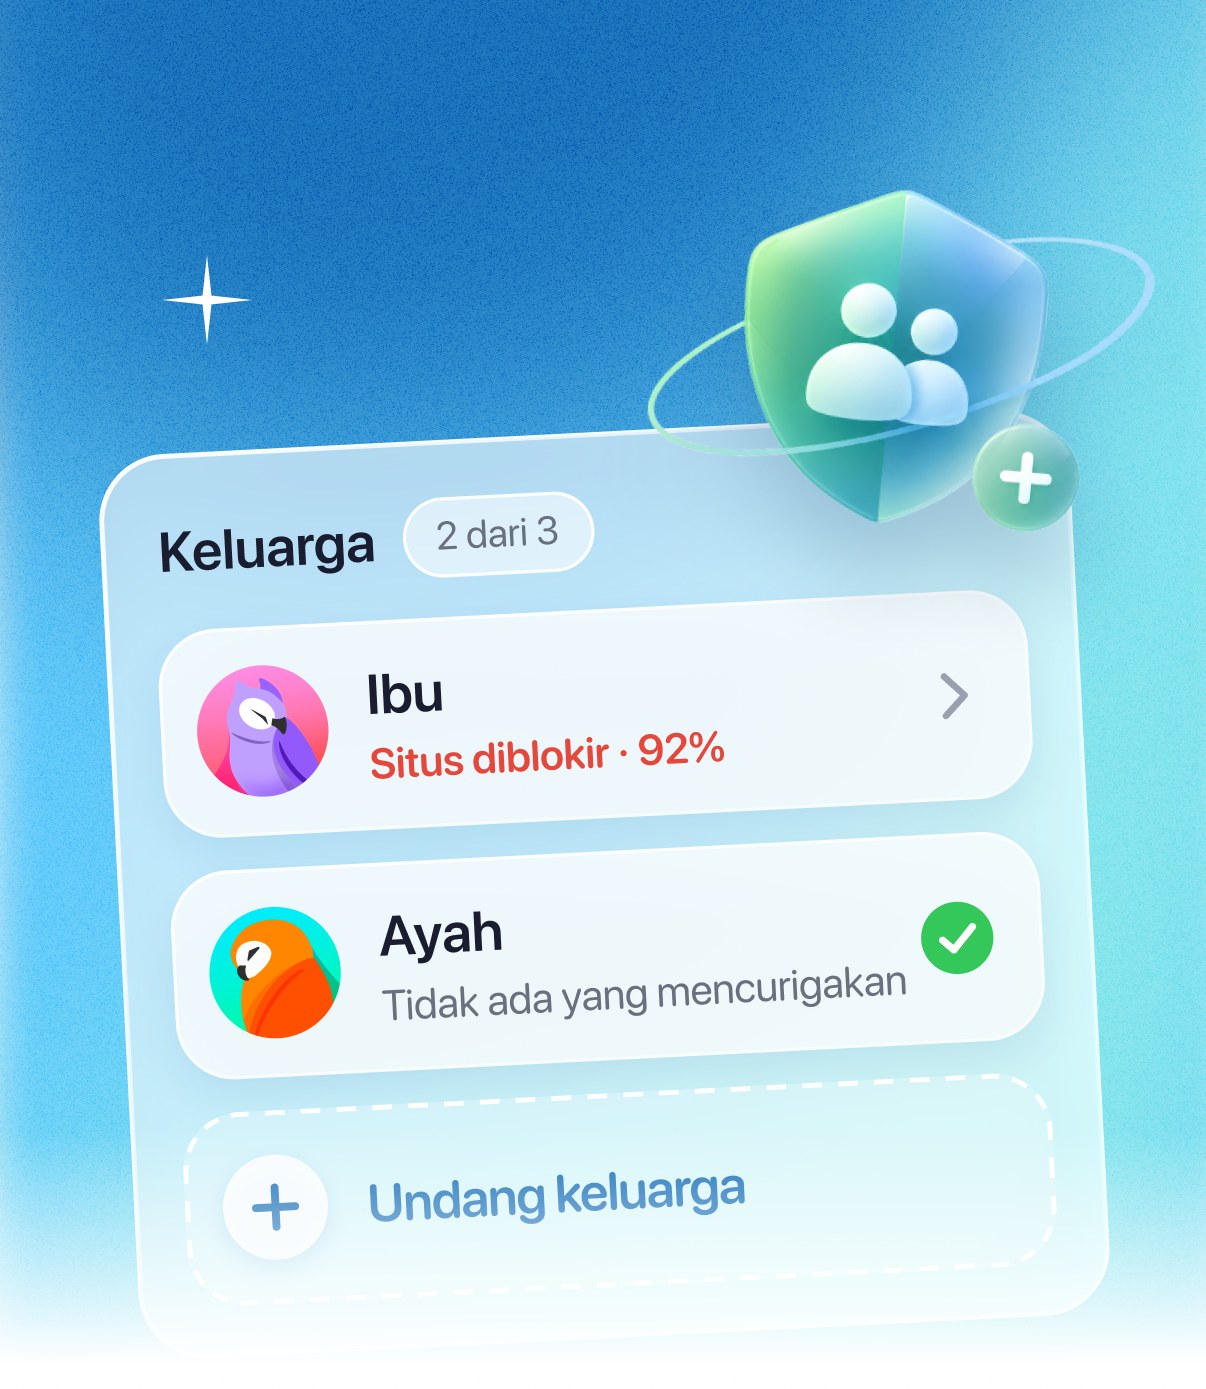 Keluarga
2 dari 3
Ibu
Situs diblokir · 92%
Ayah
Tidak ada yang mencurigakan
Undang keluarga